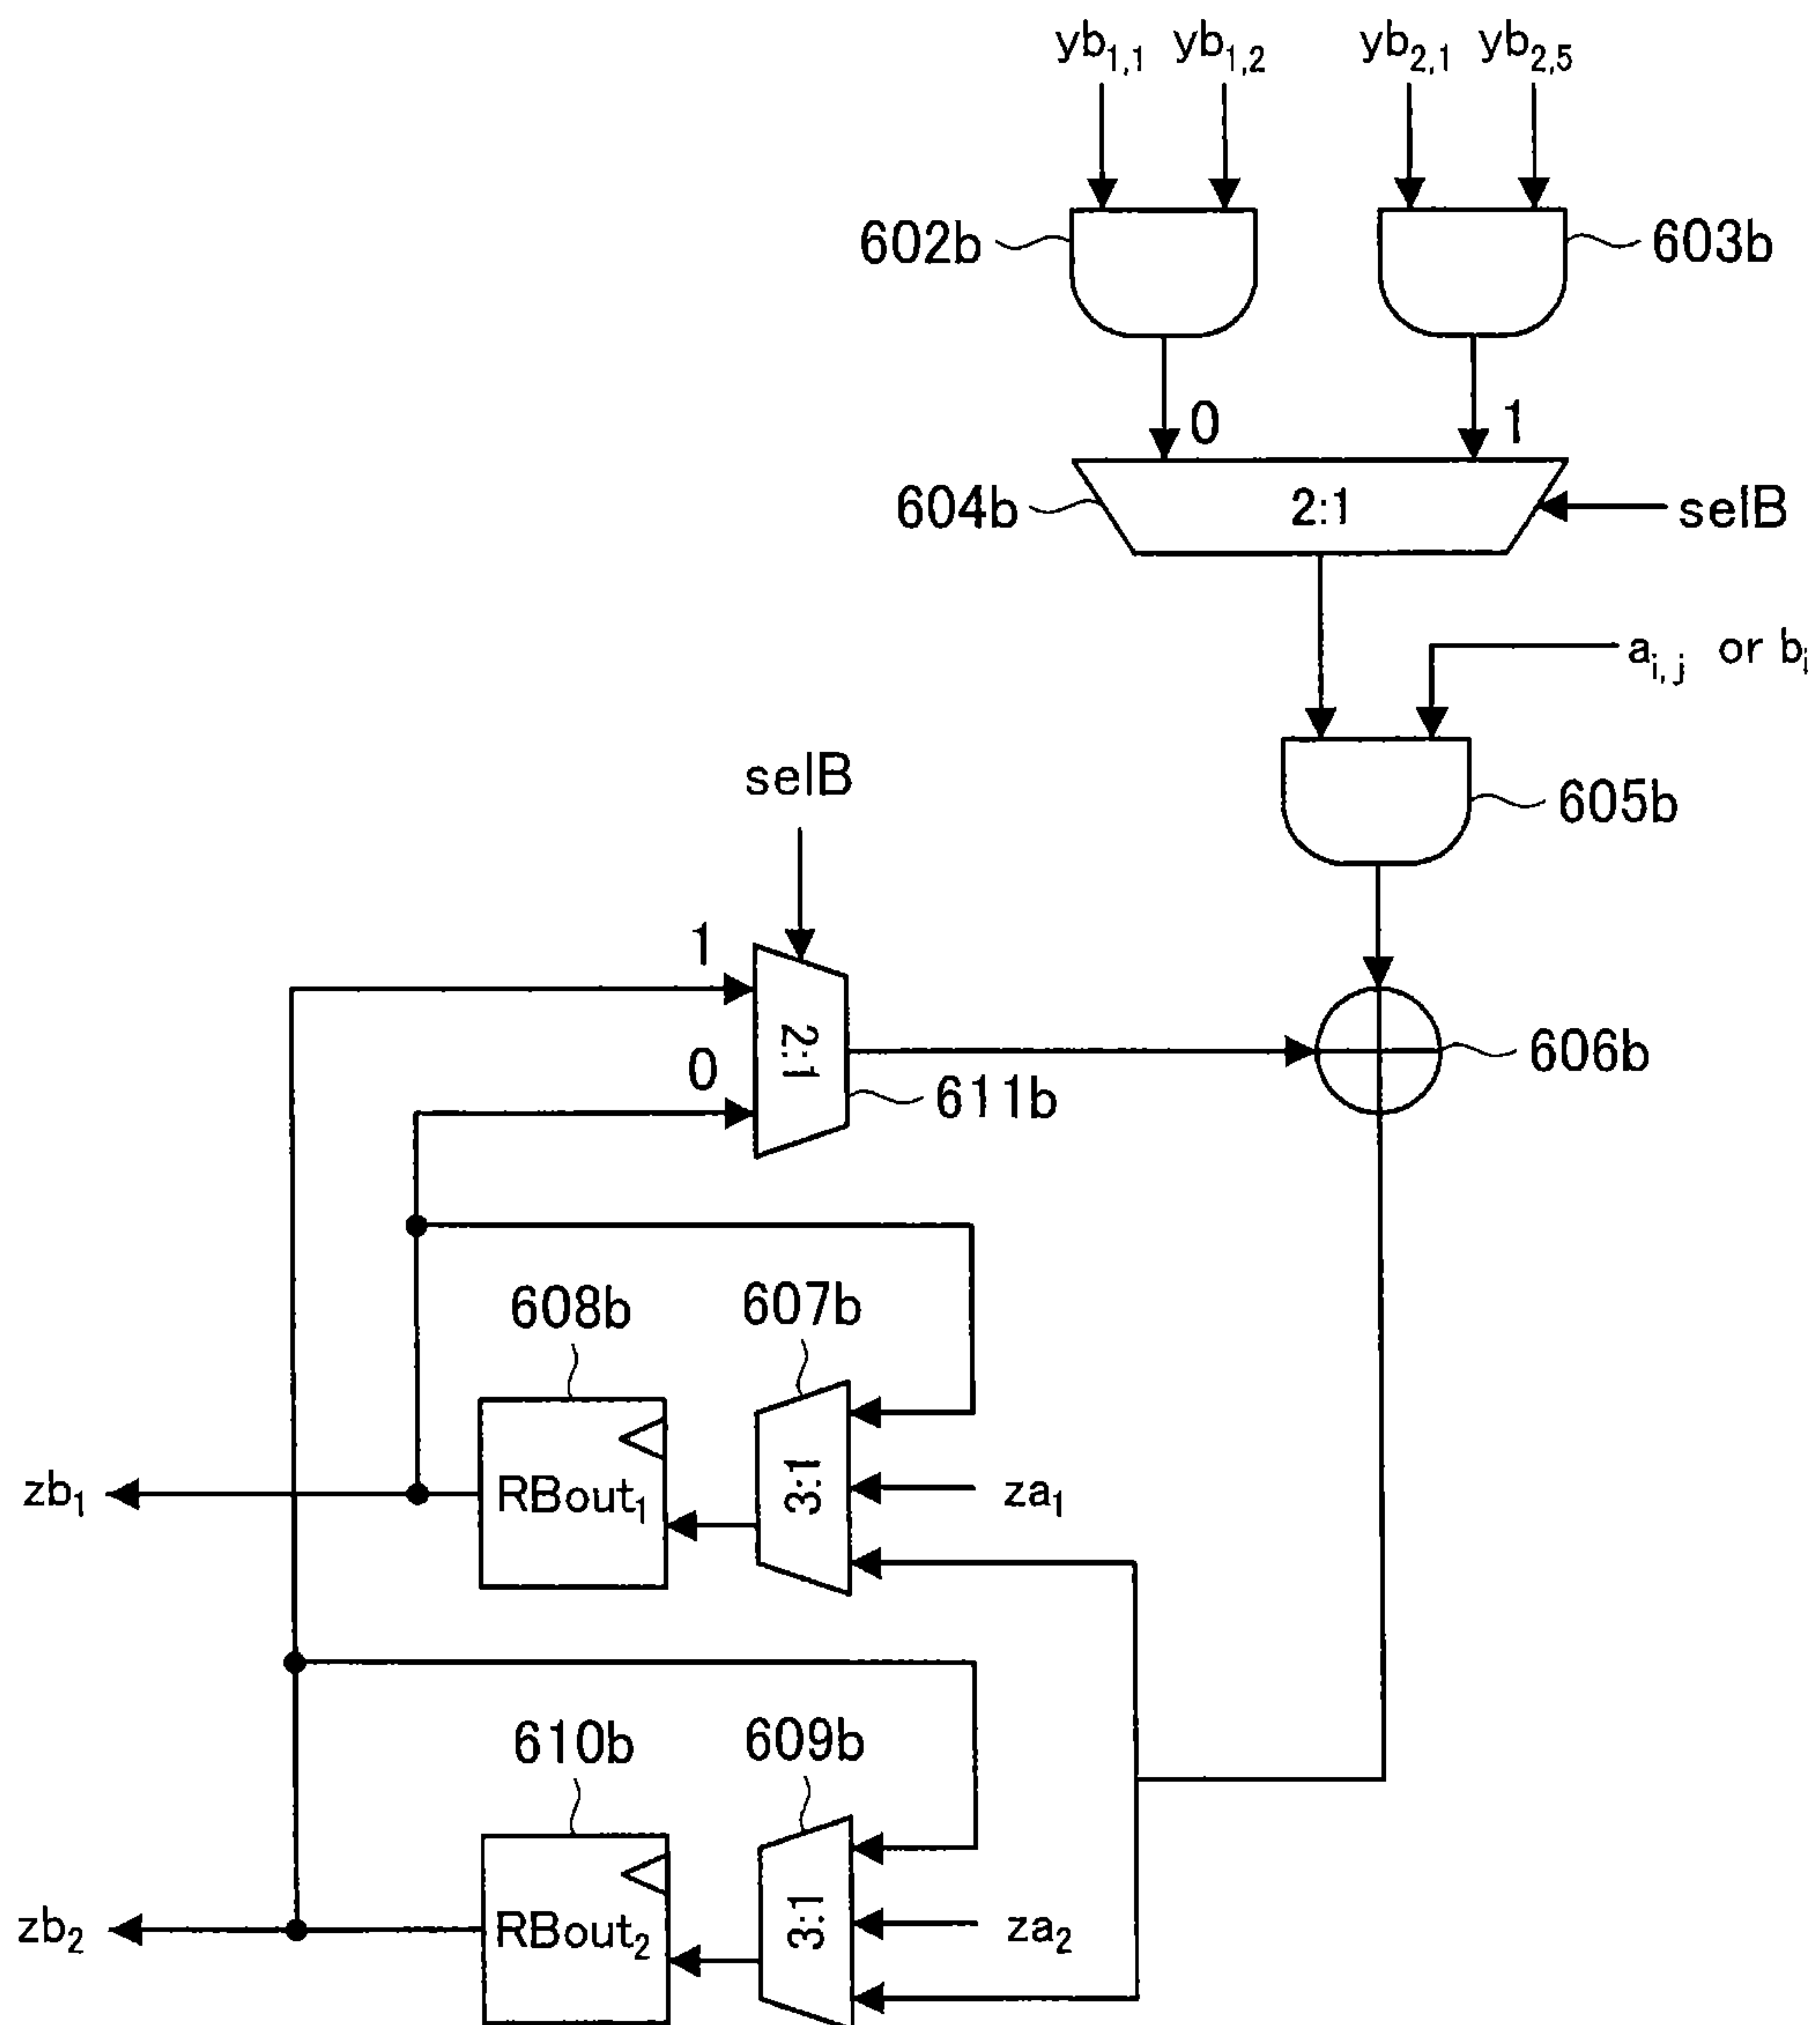 yb1,1 yb1,2 yb2,1 yb2,5
602b 603b
0 1
604b 2:1 selB
ai,j or bi
selB
605b
1
2:1
0
606b
611b
608b 607b
zb1 RBout1 3:1 za1
610b 609b
zb2 RBout2 3:1 za2